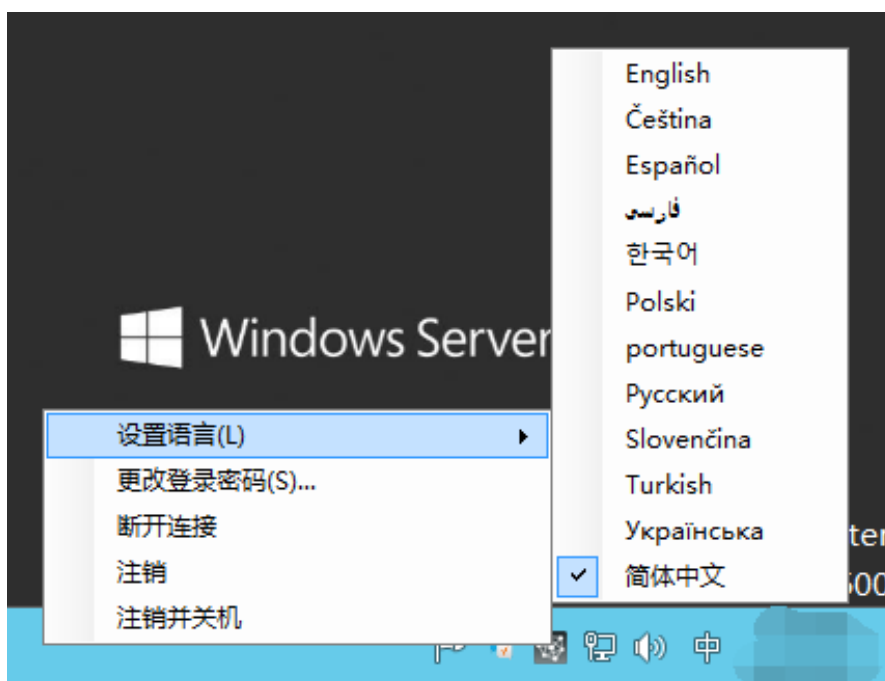 English
Čeština
Español
فارسی
한국어
Polski
portuguese
Русский
Slovenčina
Turkish
Українська
简体中文
Windows Server
设置语言(L)
更改登录密码(S)...
断开连接
注销
注销并关机
中